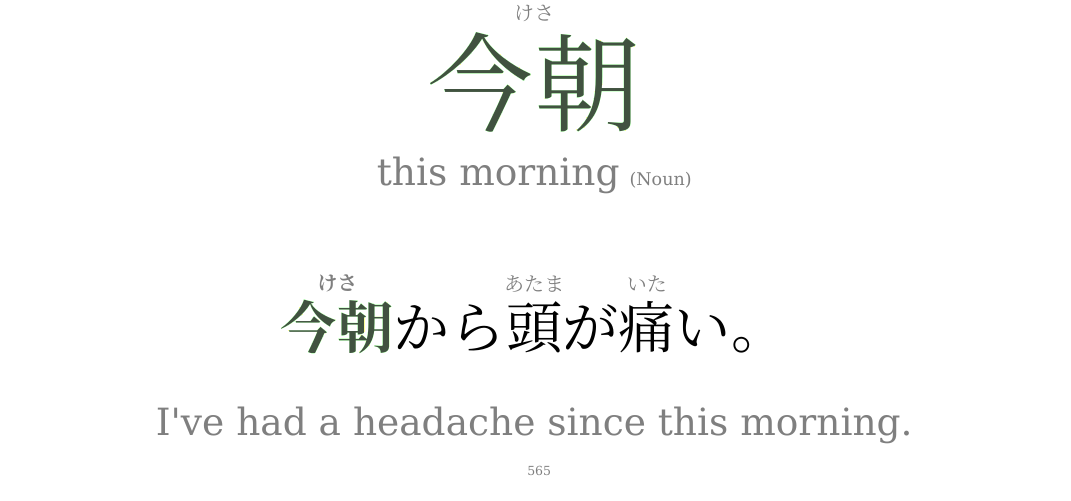 けさ
今朝
this morning (Noun)
けさ あたま いた
今朝から頭が痛い。
I've had a headache since this morning.
565